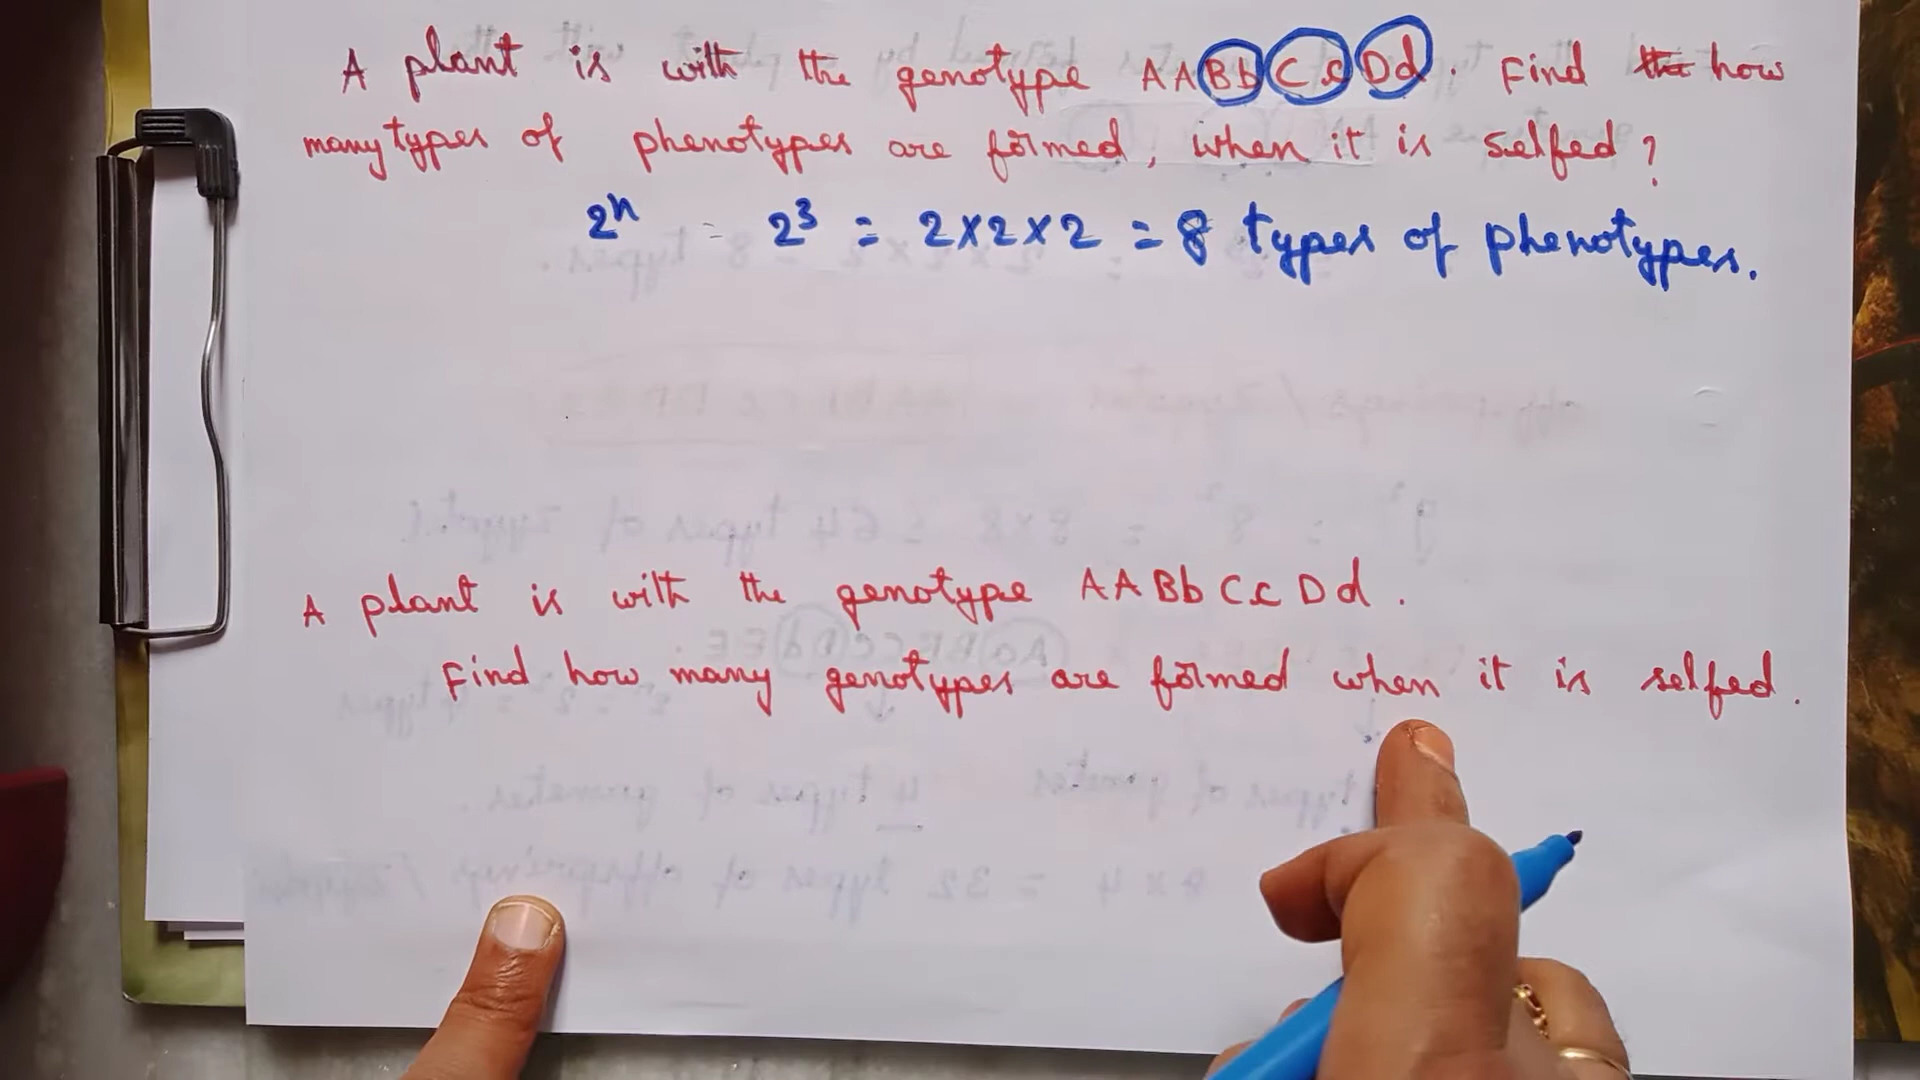 A plant is with the genotype AABbCcDd. Find the how
many types of phenotypes are formed, when it is selfed?
2ⁿ = 2³ = 2×2×2 = 8 types of phenotypes.
A plant is with the genotype AABbCcDd.
Find how many genotypes are formed when it is selfed.